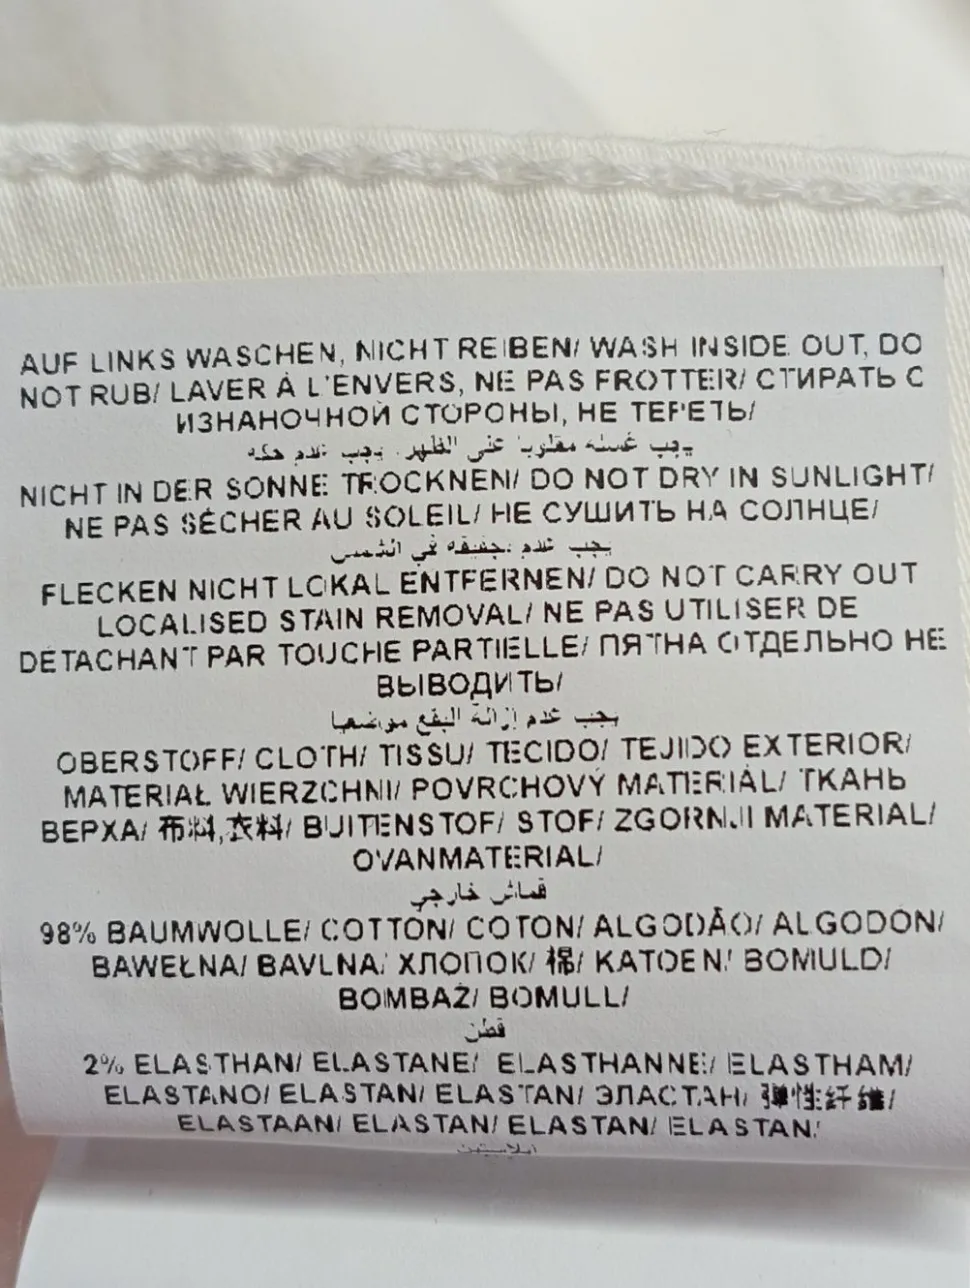 AUF LINKS WASCHEN, NICHT REIBEN/ WASH INSIDE OUT, DO
NOT RUB/ LAVER À L'ENVERS, NE PAS FROTTER/ СТИРАТЬ С
ИЗНАНОЧНОЙ СТОРОНЫ, НЕ ТЕРЕТЬ/
يجب غسله مقلوبا على الظهر. يجب عدم حكه
NICHT IN DER SONNE TROCKNEN/ DO NOT DRY IN SUNLIGHT/
NE PAS SÉCHER AU SOLEIL/ НЕ СУШИТЬ НА СОЛНЦЕ/
يجب عدم تجفيفه في الشمس
FLECKEN NICHT LOKAL ENTFERNEN/ DO NOT CARRY OUT
LOCALISED STAIN REMOVAL/ NE PAS UTILISER DE
DÉTACHANT PAR TOUCHE PARTIELLE/ ПЯТНА ОТДЕЛЬНО НЕ
ВЫВОДИТЬ/
يجب عدم إزالة البقع موضعيا
OBERSTOFF/ CLOTH/ TISSU/ TECIDO/ TEJIDO EXTERIOR/
MATERIAŁ WIERZCHNI/ POVRCHOVÝ MATERIÁL/ ТКАНЬ
ВЕРХА/ 布料,衣料/ BUITENSTOF/ STOF/ ZGORNJI MATERIAL/
OVANMATERIAL/
قماش خارجي
98% BAUMWOLLE/ COTTON/ COTON/ ALGODÃO/ ALGODÓN/
BAWEŁNA/ BAVLNA/ ХЛОПОК/ 棉/ KATOEN/ BOMULD/
BOMBAŽ/ BOMULL/
قطن
2% ELASTHAN/ ELASTANE/ ELASTHANNE/ ELASTHAM/
ELASTANO/ ELASTAN/ ELASTAN/ ЭЛАСТАН/ 弹性纤维/
ELASTAAN/ ELASTAN/ ELASTAN/ ELASTAN/